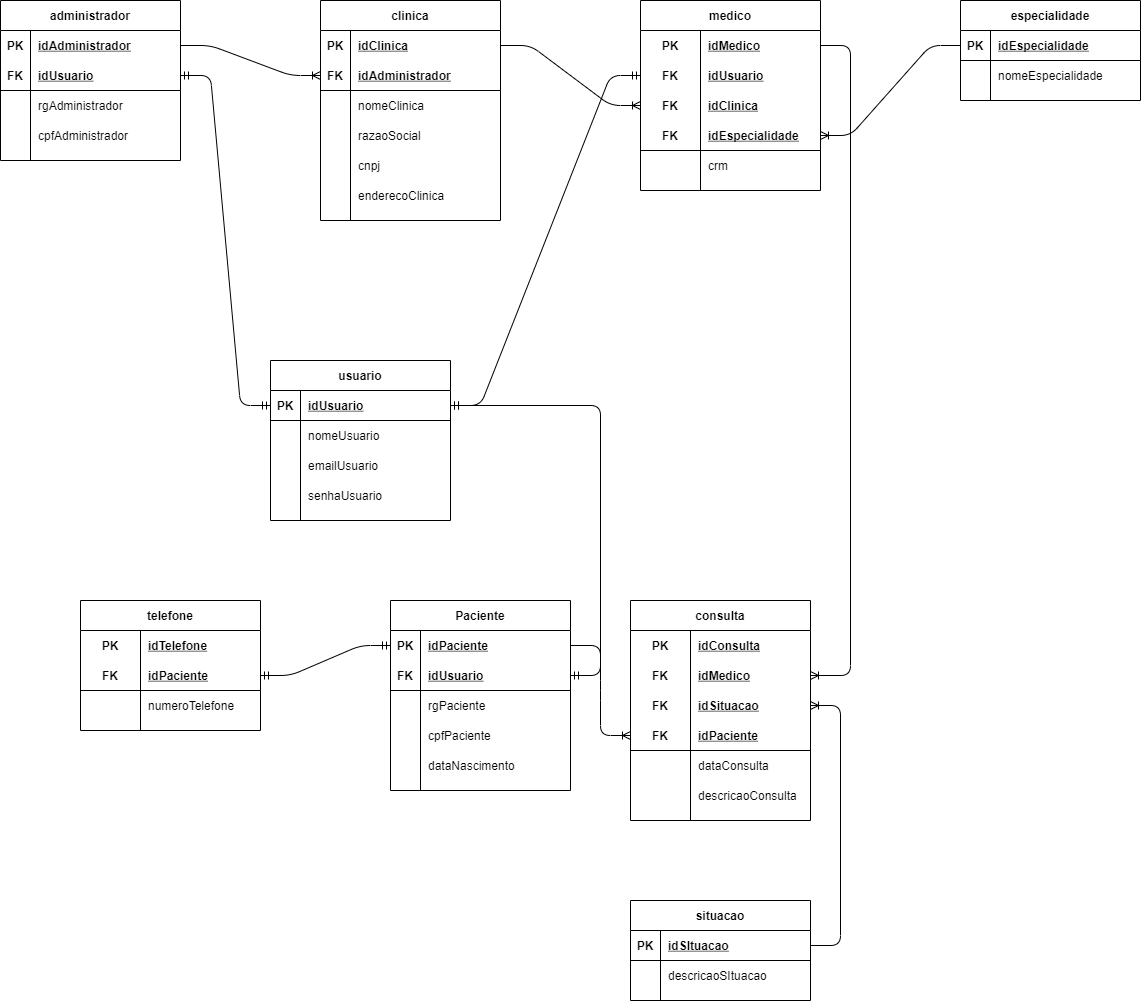 administrador
PK idAdministrador
FK idUsuario
rgAdministrador
cpfAdministrador
clinica
PK idClinica
FK idAdministrador
nomeClinica
razaoSocial
cnpj
enderecoClinica
medico
PK idMedico
FK idUsuario
FK idClinica
FK idEspecialidade
crm
especialidade
PK idEspecialidade
nomeEspecialidade
usuario
PK idUsuario
nomeUsuario
emailUsuario
senhaUsuario
telefone
PK idTelefone
FK idPaciente
numeroTelefone
Paciente
PK idPaciente
FK idUsuario
rgPaciente
cpfPaciente
dataNascimento
consulta
PK idConsulta
FK idMedico
FK idSituacao
FK idPaciente
dataConsulta
descricaoConsulta
situacao
PK idSItuacao
descricaoSItuacao